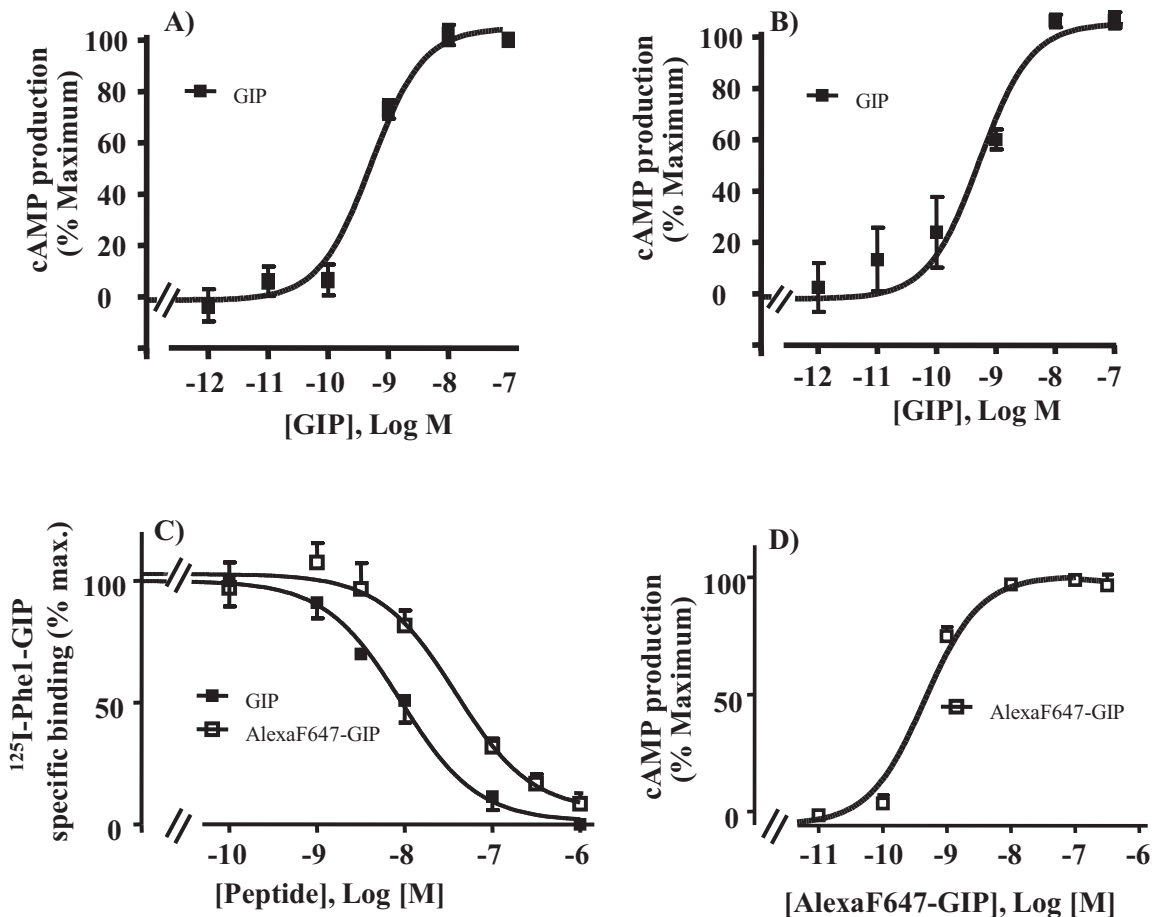 A)
cAMP production
(% Maximum)
100
80
60
40
20
0
GIP
-12 -11 -10 -9 -8 -7
[GIP], Log M
B)
cAMP production
(% Maximum)
100
80
60
40
20
0
GIP
-12 -11 -10 -9 -8 -7
[GIP], Log M
C)
125I-Phe1-GIP
specific binding (% max.)
100
50
0
GIP
AlexaF647-GIP
-10 -9 -8 -7 -6
[Peptide], Log [M]
D)
cAMP production
(% Maximum)
100
50
0
AlexaF647-GIP
-11 -10 -9 -8 -7 -6
[AlexaF647-GIP], Log [M]